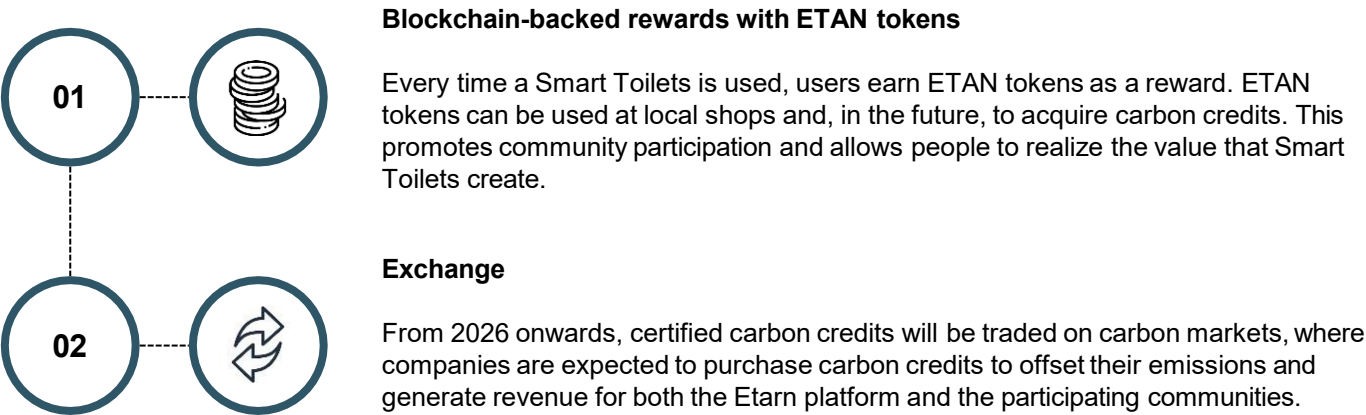 Blockchain-backed rewards with ETAN tokens
01
Every time a Smart Toilets is used, users earn ETAN tokens as a reward. ETAN
tokens can be used at local shops and, in the future, to acquire carbon credits. This
promotes community participation and allows people to realize the value that Smart
Toilets create.
Exchange
02
From 2026 onwards, certified carbon credits will be traded on carbon markets, where
companies are expected to purchase carbon credits to offset their emissions and
generate revenue for both the Etarn platform and the participating communities.